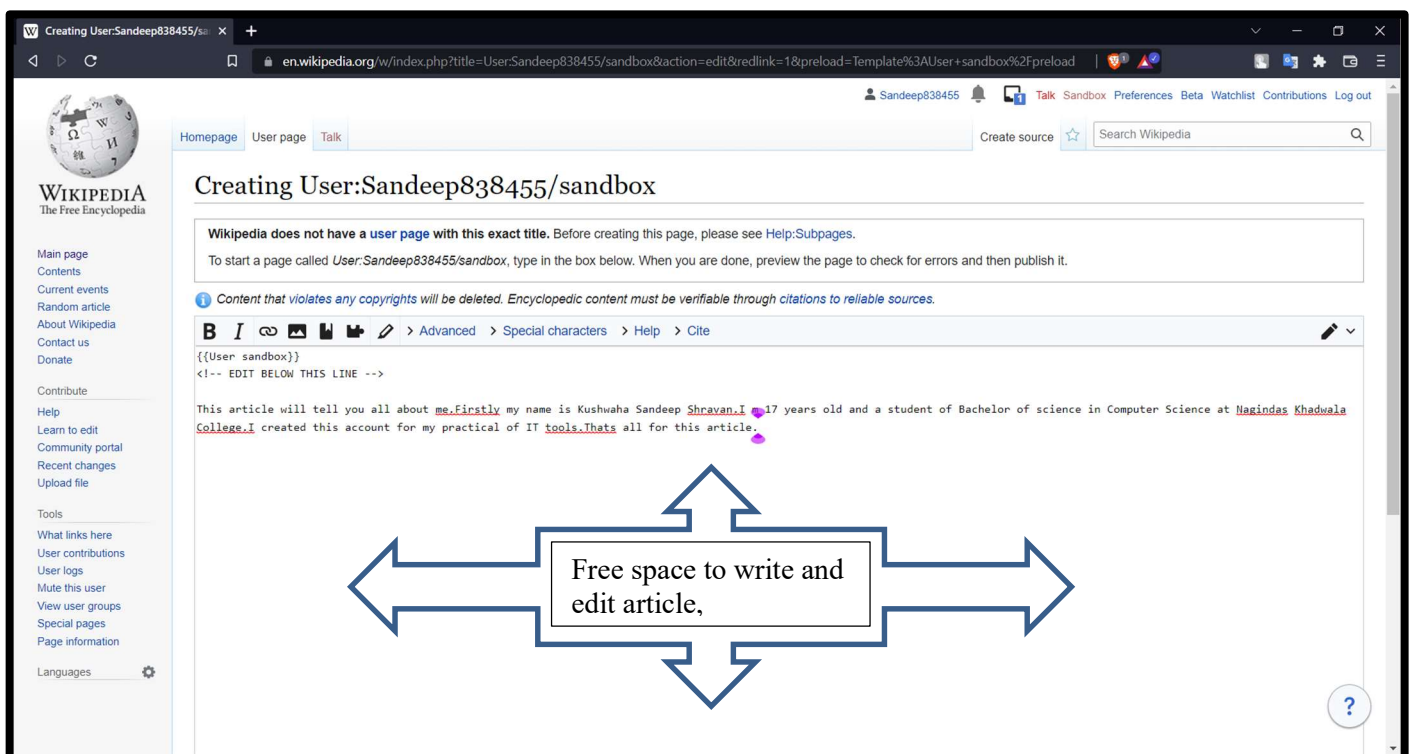 Creating User:Sandeep838455/sa
en.wikipedia.org/w/index.php?title=User:Sandeep838455/sandbox&action=edit&redlink=1&preload=Template%3AUser+sandbox%2Fpreload
Sandeep838455 1 Talk Sandbox Preferences Beta Watchlist Contributions Log out
Homepage User page Talk Create source Search Wikipedia
WIKIPEDIA
The Free Encyclopedia
Main page
Contents
Current events
Random article
About Wikipedia
Contact us
Donate
Contribute
Help
Learn to edit
Community portal
Recent changes
Upload file
Tools
What links here
User contributions
User logs
Mute this user
View user groups
Special pages
Page information
Languages
Creating User:Sandeep838455/sandbox
Wikipedia does not have a user page with this exact title. Before creating this page, please see Help:Subpages.
To start a page called User:Sandeep838455/sandbox, type in the box below. When you are done, preview the page to check for errors and then publish it.
Content that violates any copyrights will be deleted. Encyclopedic content must be verifiable through citations to reliable sources.
B I > Advanced > Special characters > Help > Cite
{{User sandbox}}
<!-- EDIT BELOW THIS LINE -->
This article will tell you all about me.Firstly my name is Kushwaha Sandeep Shravan.I m 17 years old and a student of Bachelor of science in Computer Science at Nagindas Khadwala
College.I created this account for my practical of IT tools.Thats all for this article.
Free space to write and
edit article,
?